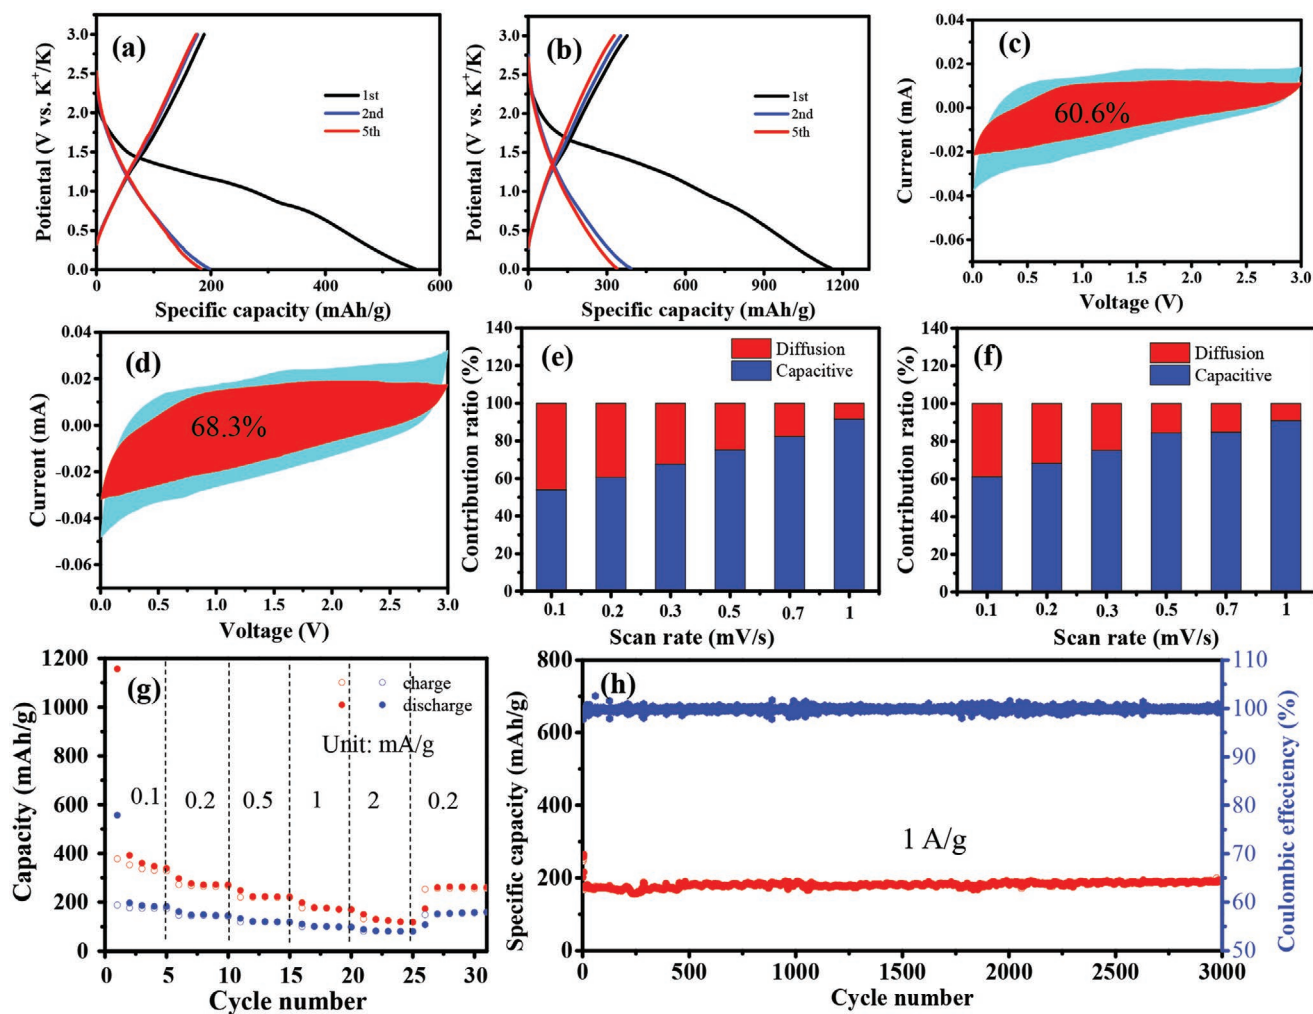 (a)
Potiental (V vs. K+/K)
3.0
2.5
2.0
1.5
1.0
0.5
0.0
1st
2nd
5th
0 200 400 600
Specific capacity (mAh/g)
(b)
Potiental (V vs. K+/K)
3.0
2.5
2.0
1.5
1.0
0.5
0.0
1st
2nd
5th
0 300 600 900 1200
Specific capacity (mAh/g)
(c)
Current (mA)
0.04
0.02
0.00
-0.02
-0.04
-0.06
60.6%
0.0 0.5 1.0 1.5 2.0 2.5 3.0
Voltage (V)
(d)
Current (mA)
0.04
0.02
0.00
-0.02
-0.04
-0.06
68.3%
0.0 0.5 1.0 1.5 2.0 2.5 3.0
Voltage (V)
(e)
Contribution ratio (%)
140
120
100
80
60
40
20
0
Diffusion
Capacitive
0.1 0.2 0.3 0.5 0.7 1
Scan rate (mV/s)
(f)
Contribution ratio (%)
140
120
100
80
60
40
20
0
Diffusion
Capacitive
0.1 0.2 0.3 0.5 0.7 1
Scan rate (mV/s)
(g)
Capacity (mAh/g)
1200
1000
800
600
400
200
0
charge
discharge
Unit: mA/g
0.1 0.2 0.5 1 2 0.2
0 5 10 15 20 25 30
Cycle number
(h)
Specific capacity (mAh/g)
800
600
400
200
0
1 A/g
110
100
90
80
70
60
50
Coulombic effeciency (%)
0 500 1000 1500 2000 2500 3000
Cycle number